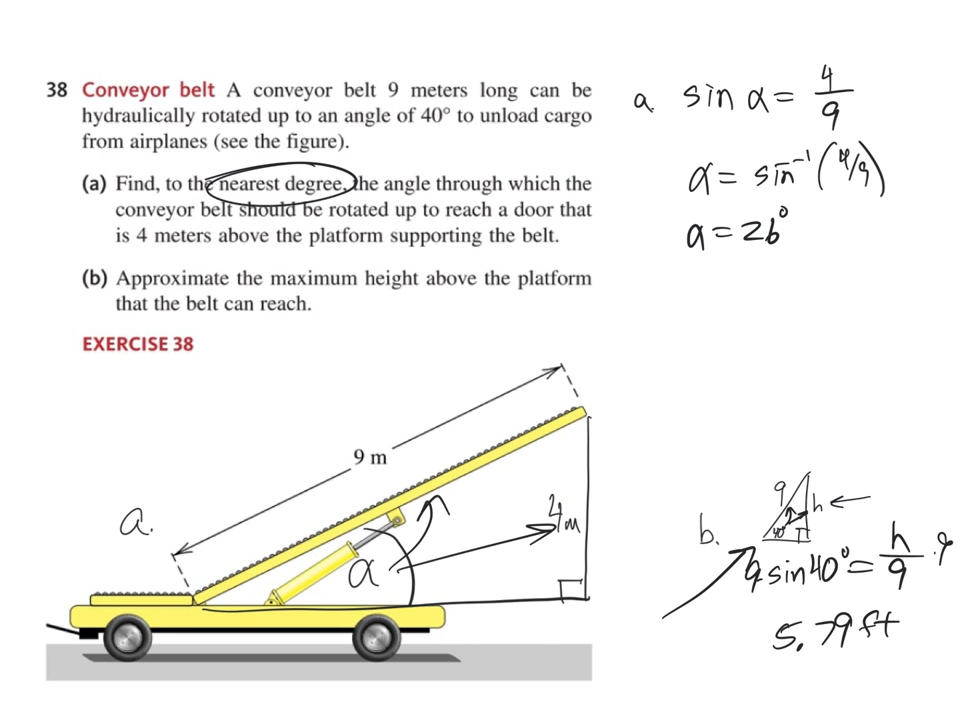 38 Conveyor belt A conveyor belt 9 meters long can be
hydraulically rotated up to an angle of 40° to unload cargo
from airplanes (see the figure).
(a) Find, to the nearest degree, the angle through which the
conveyor belt should be rotated up to reach a door that
is 4 meters above the platform supporting the belt.
(b) Approximate the maximum height above the platform
that the belt can reach.
EXERCISE 38
9 m
a.
α
4m
a. sin α = 4/9
α = sin⁻¹(4/9)
α = 26°
b.
9
h
40°
9 sin 40° = h/9 · 9
5.79 ft